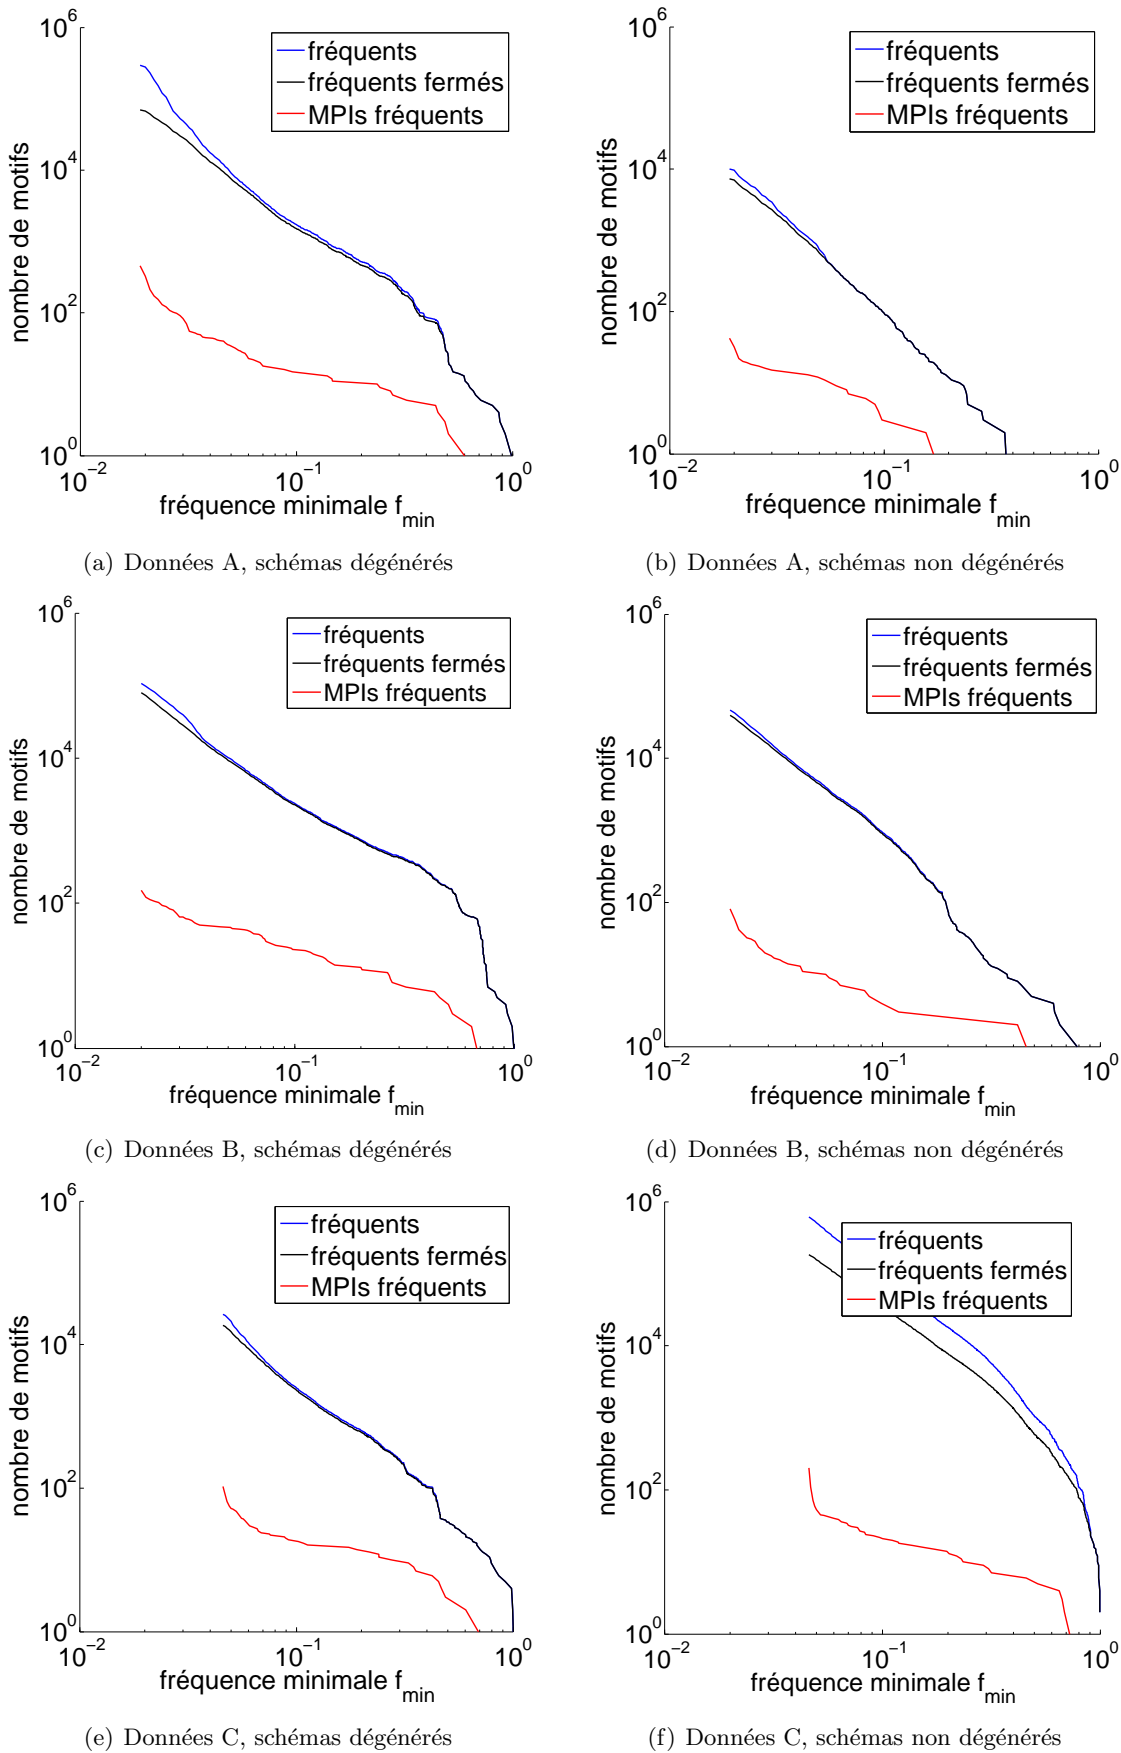 10^6
10^4
10^2
10^0
nombre de motifs
fréquents
fréquents fermés
MPIs fréquents
10^−2
10^−1
10^0
fréquence minimale f_min
(a) Données A, schémas dégénérés
10^6
10^4
10^2
10^0
nombre de motifs
fréquents
fréquents fermés
MPIs fréquents
10^−2
10^−1
10^0
fréquence minimale f_min
(b) Données A, schémas non dégénérés
10^6
10^4
10^2
10^0
nombre de motifs
fréquents
fréquents fermés
MPIs fréquents
10^−2
10^−1
10^0
fréquence minimale f_min
(c) Données B, schémas dégénérés
10^6
10^4
10^2
10^0
nombre de motifs
fréquents
fréquents fermés
MPIs fréquents
10^−2
10^−1
10^0
fréquence minimale f_min
(d) Données B, schémas non dégénérés
10^6
10^4
10^2
10^0
nombre de motifs
fréquents
fréquents fermés
MPIs fréquents
10^−2
10^−1
10^0
fréquence minimale f_min
(e) Données C, schémas dégénérés
10^6
10^4
10^2
10^0
nombre de motifs
fréquents
fréquents fermés
MPIs fréquents
10^−2
10^−1
10^0
fréquence minimale f_min
(f) Données C, schémas non dégénérés